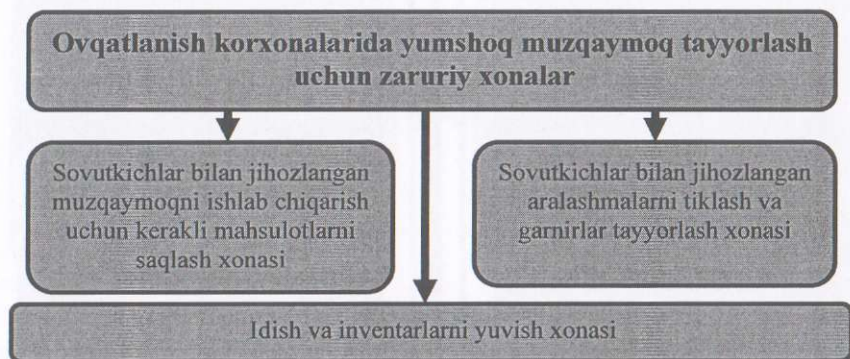 Ovqatlanish korxonalarida yumshoq muzqaymoq tayyorlash
uchun zaruriy xonalar
Sovutkichlar bilan jihozlangan
muzqaymoqni ishlab chiqarish
uchun kerakli mahsulotlarni
saqlash xonasi
Sovutkichlar bilan jihozlangan
aralashmalarni tiklash va
garnirlar tayyorlash xonasi
Idish va inventarlarni yuvish xonasi